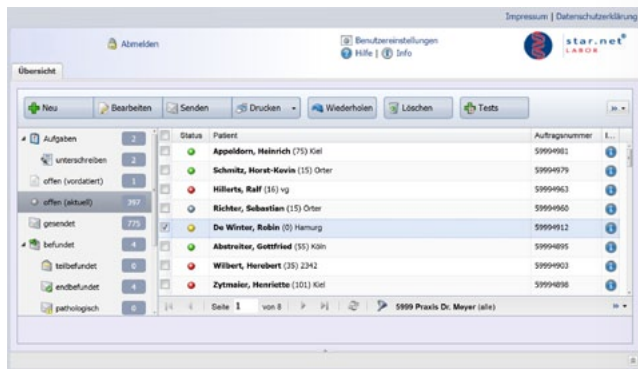 Impressum | Datenschutzerklärung
Abmelden
Benutzereinstellungen
Hilfe | Info
star.net®
LABOR
Übersicht
Neu Bearbeiten Senden Drucken Wiederholen Löschen Tests
Status Patient Auftragsnummer I...
Aufgaben 2
unterschreiben 2
offen (vordatiert) 1
offen (aktuell) 397
gesendet 775
befundet 4
teilbefundet 0
endbefundet 4
pathologisch 0
Appeldorn, Heinrich (75) Kiel 59994981
Schmitz, Horst-Kevin (15) Orter 59994979
Hillerts, Ralf (16) vg 59994963
Richter, Sebastian (15) Orter 59994960
De Winter, Robin (0) Hamurg 59994912
Abstreiter, Gottfried (55) Köln 59994895
Wilbert, Herebert (35) 2342 59994903
Zytmaier, Henriette (101) Kiel 59994898
Seite 1 von 8 5999 Praxis Dr. Meyer (alle)